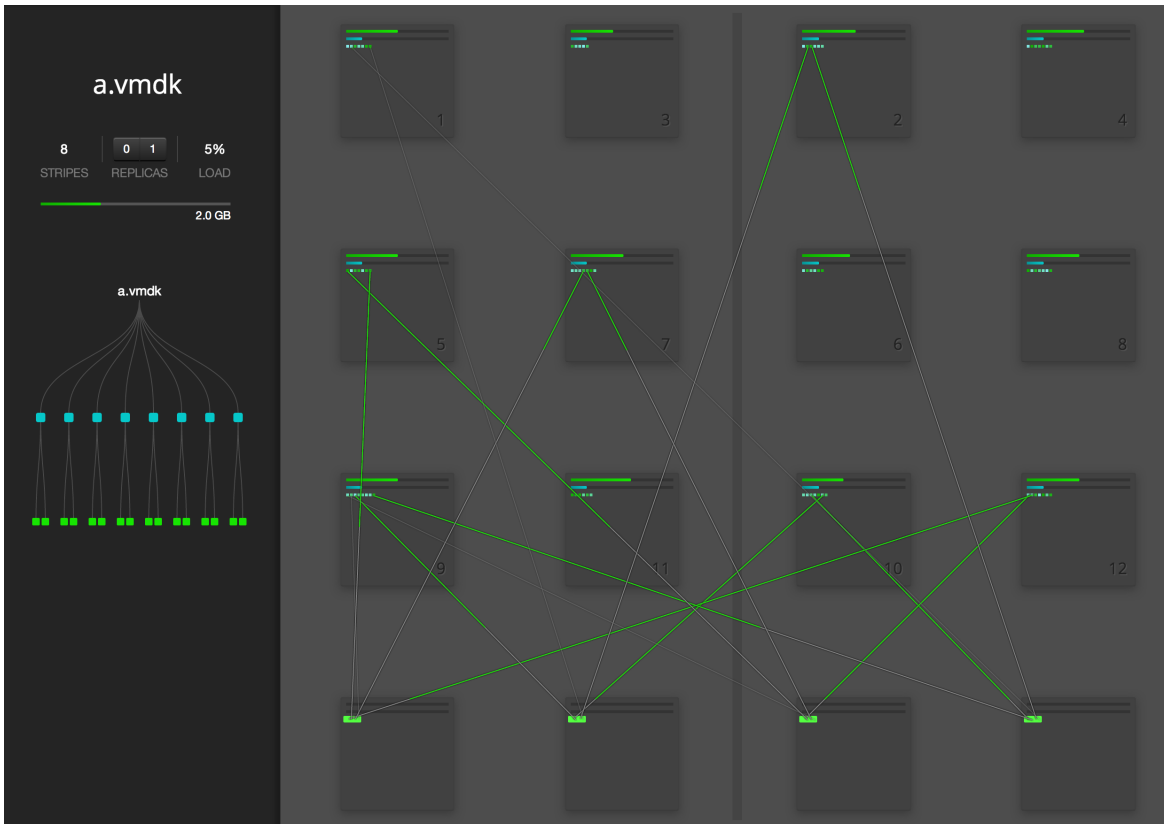 a.vmdk
8 0 1 5%
STRIPES REPLICAS LOAD
2.0 GB
a.vmdk
1 3 2 4
5 7 6 8
9 11 10 12